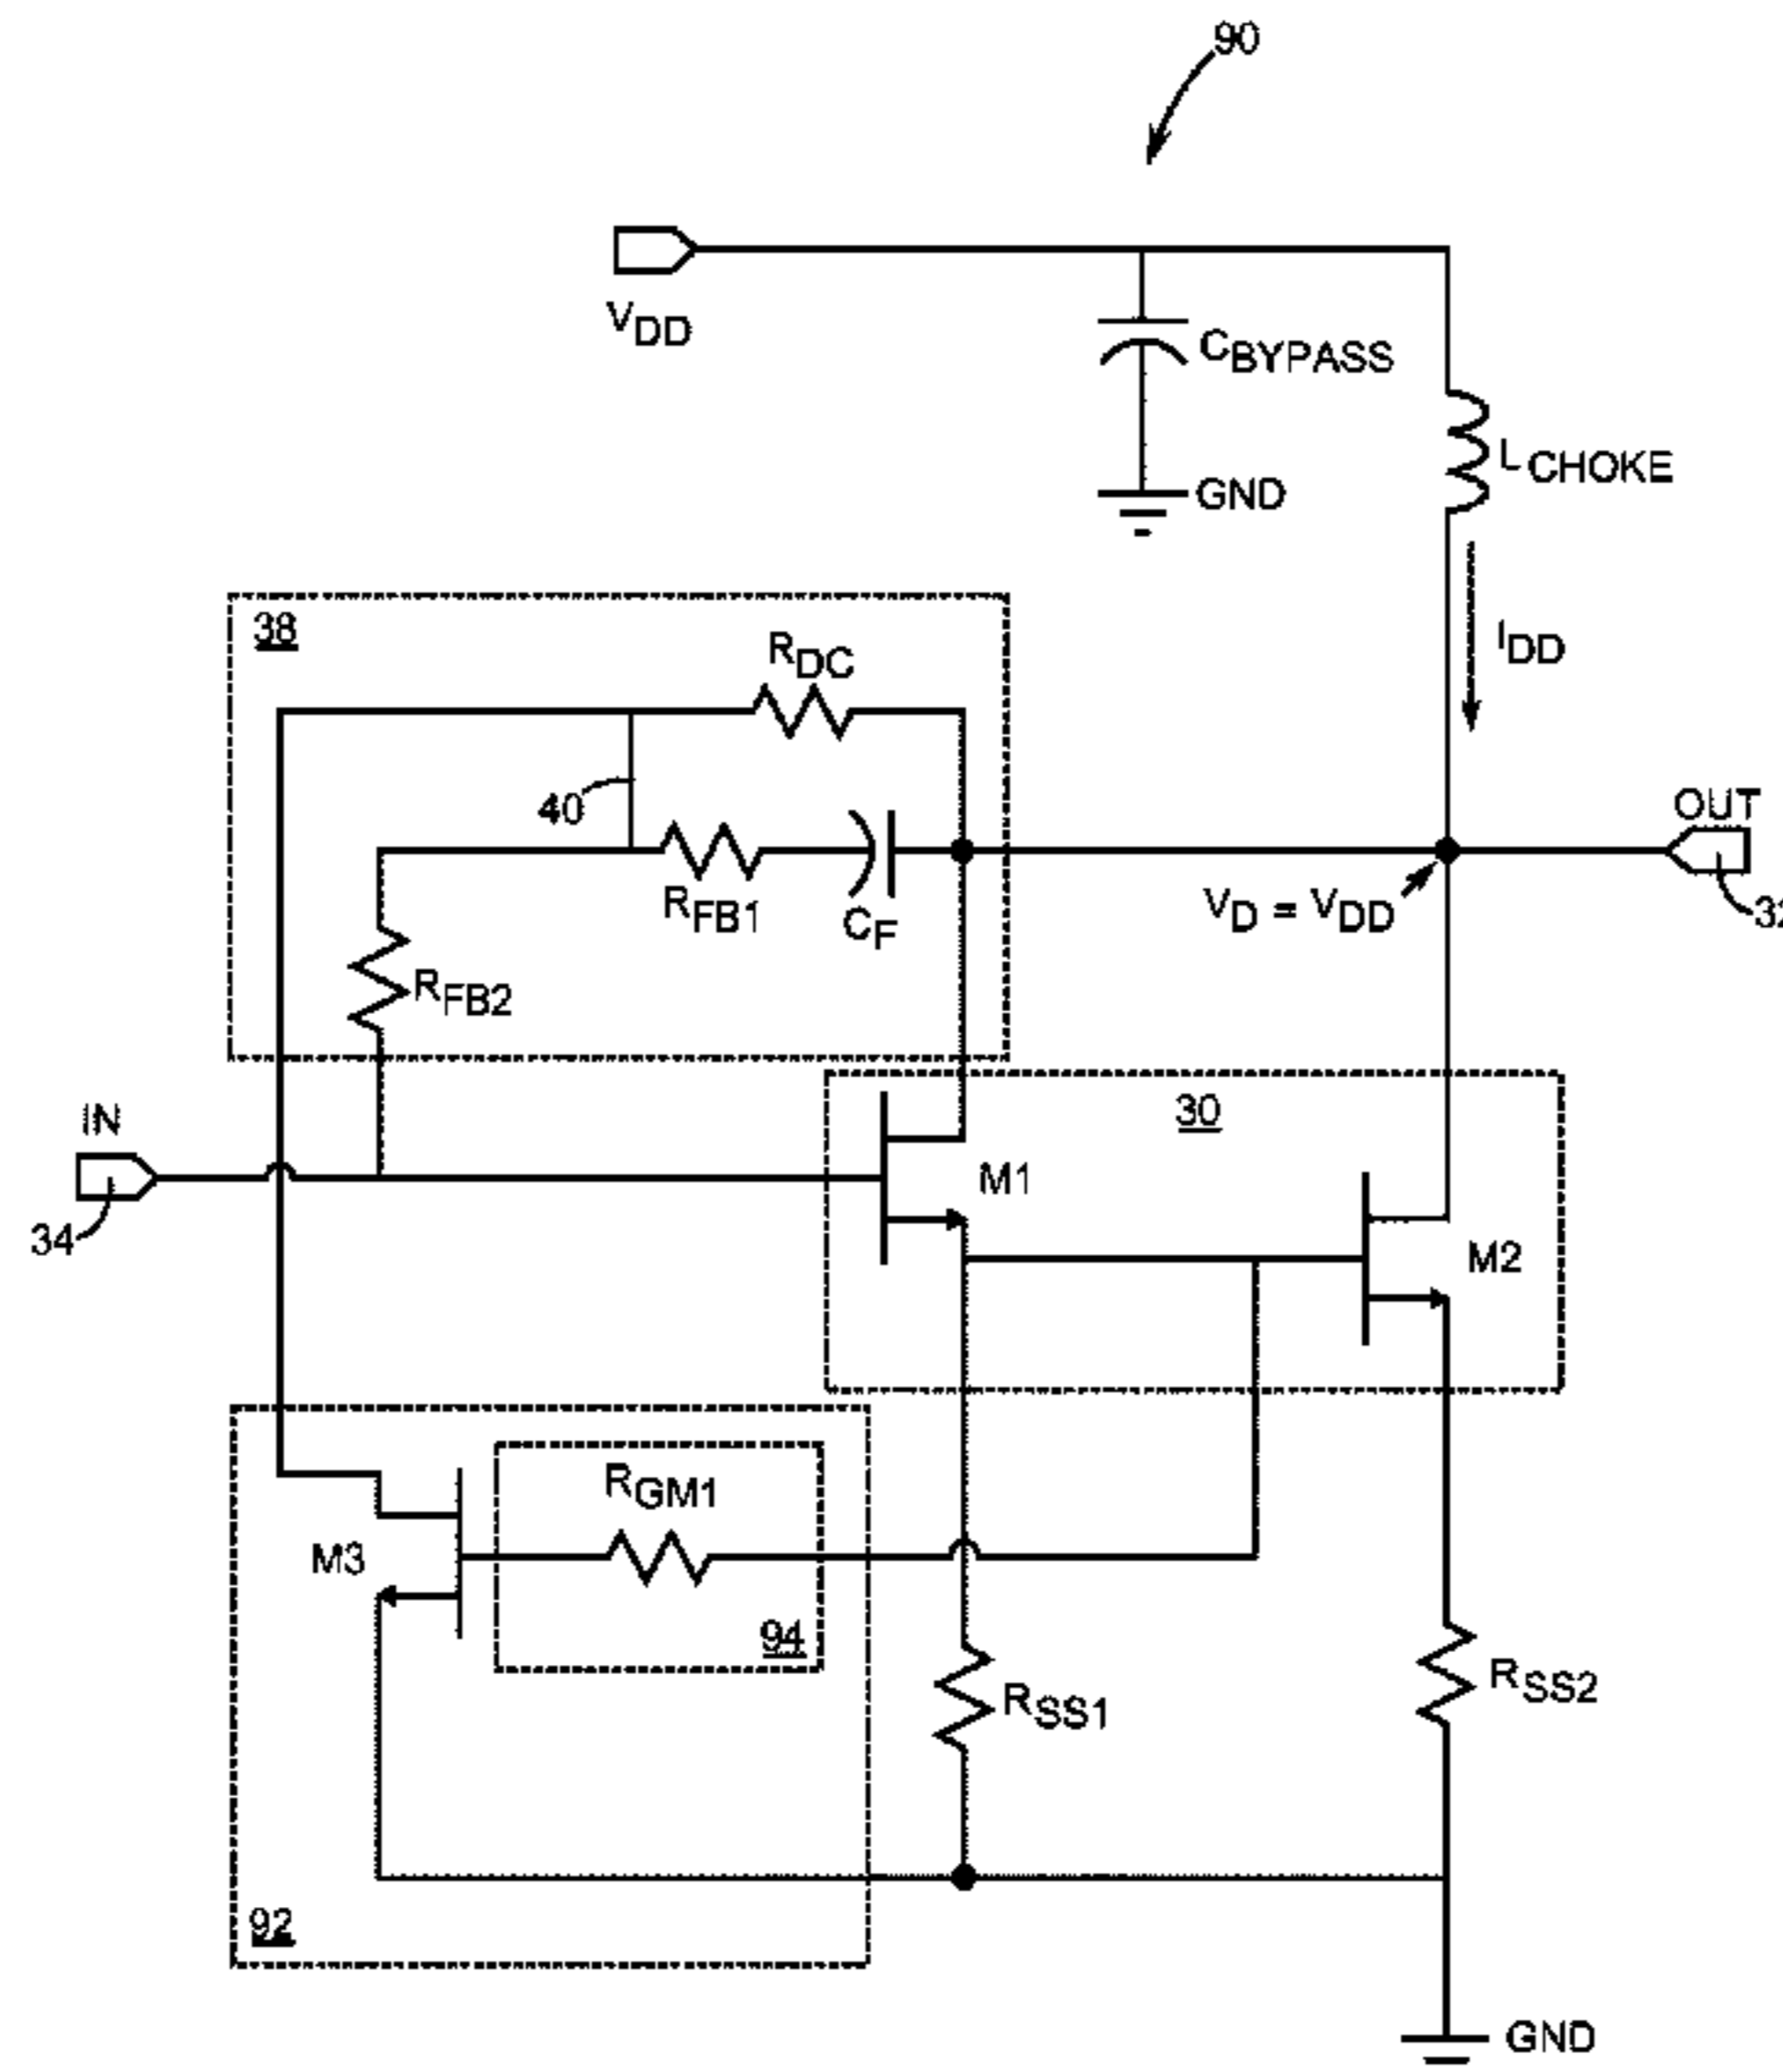 90
VDD
CBYPASS
GND
LCHOKE
IDD
38
RDC
40
RFB1
CF
RFB2
OUT
VD = VDD
IN
34
30
M1
M2
RGM1
M3
94
RSS1
RSS2
92
GND